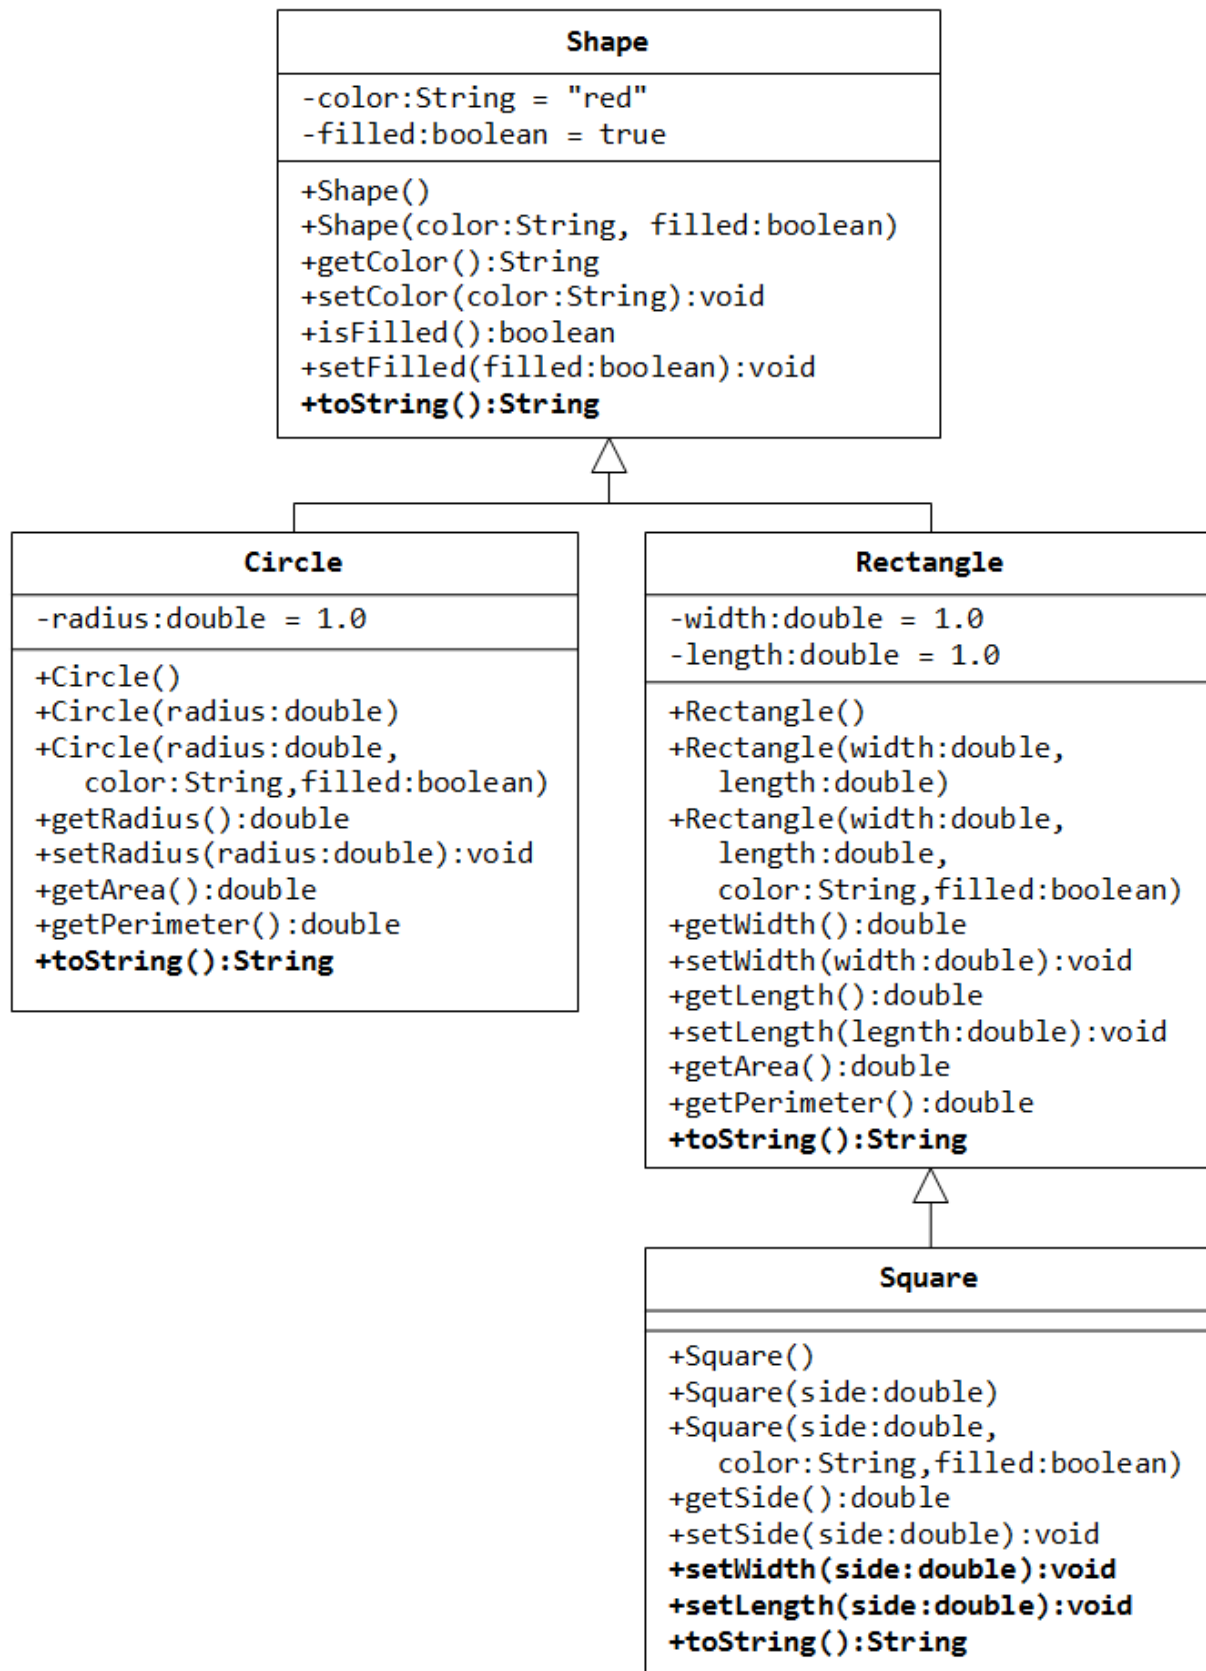 Shape
-color:String = "red"
-filled:boolean = true
+Shape()
+Shape(color:String, filled:boolean)
+getColor():String
+setColor(color:String):void
+isFilled():boolean
+setFilled(filled:boolean):void
+toString():String
Circle
-radius:double = 1.0
+Circle()
+Circle(radius:double)
+Circle(radius:double,
color:String,filled:boolean)
+getRadius():double
+setRadius(radius:double):void
+getArea():double
+getPerimeter():double
+toString():String
Rectangle
-width:double = 1.0
-length:double = 1.0
+Rectangle()
+Rectangle(width:double,
length:double)
+Rectangle(width:double,
length:double,
color:String,filled:boolean)
+getWidth():double
+setWidth(width:double):void
+getLength():double
+setLength(legnth:double):void
+getArea():double
+getPerimeter():double
+toString():String
Square
+Square()
+Square(side:double)
+Square(side:double,
color:String,filled:boolean)
+getSide():double
+setSide(side:double):void
+setWidth(side:double):void
+setLength(side:double):void
+toString():String